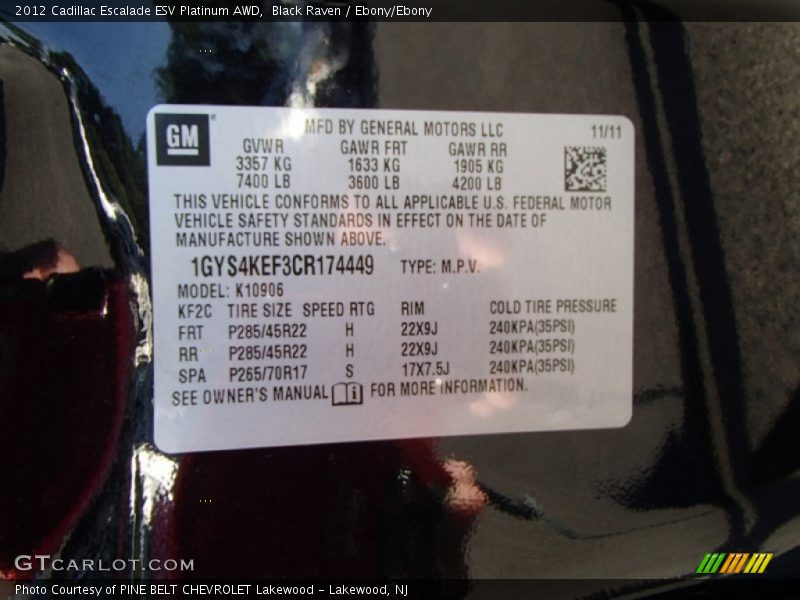 2012 Cadillac Escalade ESV Platinum AWD,  Black Raven / Ebony/Ebony
GM
MFD BY GENERAL MOTORS LLC 11/11
GVWR GAWR FRT GAWR RR
3357 KG 1633 KG 1905 KG
7400 LB 3600 LB 4200 LB
THIS VEHICLE CONFORMS TO ALL APPLICABLE U.S. FEDERAL MOTOR
VEHICLE SAFETY STANDARDS IN EFFECT ON THE DATE OF
MANUFACTURE SHOWN ABOVE.
1GYS4KEF3CR174449 TYPE: M.P.V.
MODEL: K10906
KF2C TIRE SIZE SPEED RTG RIM COLD TIRE PRESSURE
FRT P285/45R22 H 22X9J 240KPA(35PSI)
RR P285/45R22 H 22X9J 240KPA(35PSI)
SPA P265/70R17 S 17X7.5J 240KPA(35PSI)
SEE OWNER'S MANUAL FOR MORE INFORMATION.
GTcarlot.com
Photo Courtesy of PINE BELT CHEVROLET Lakewood - Lakewood, NJ